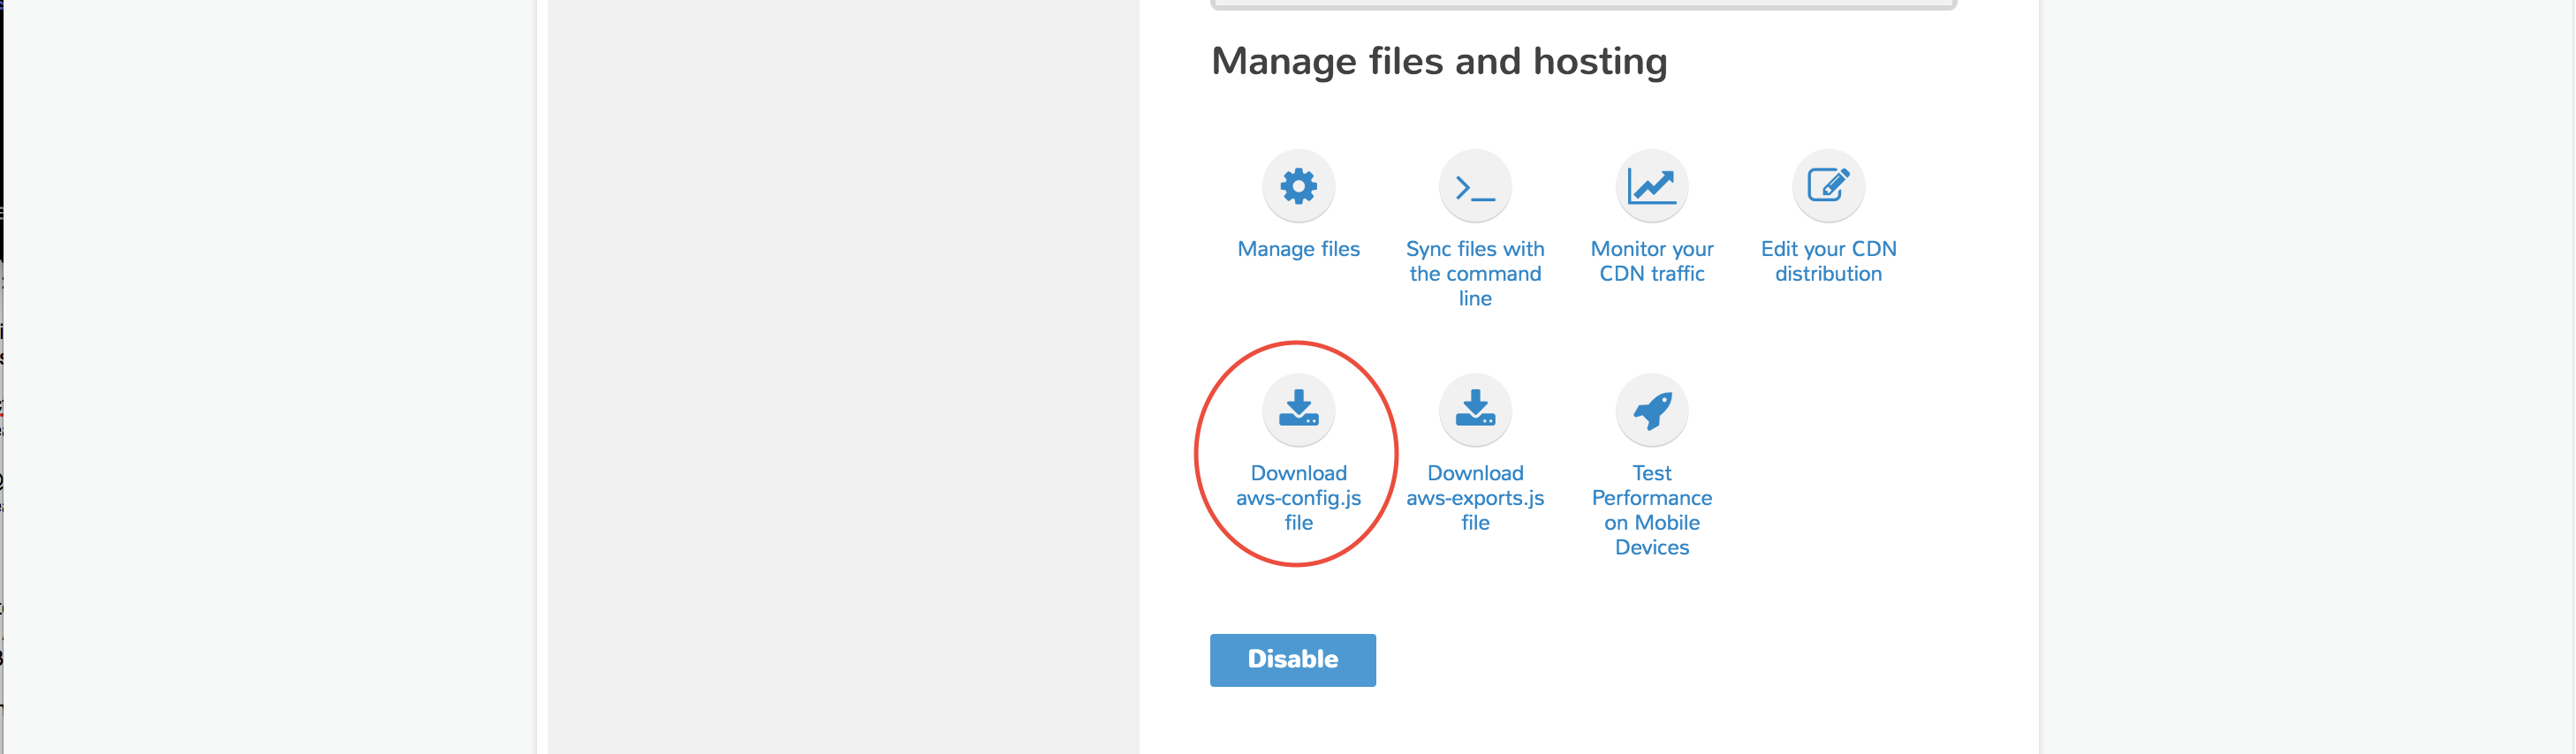 Manage files and hosting
Manage files
Sync files with
the command
line
Monitor your
CDN traffic
Edit your CDN
distribution
Download
aws-config.js
file
Download
aws-exports.js
file
Test
Performance
on Mobile
Devices
Disable